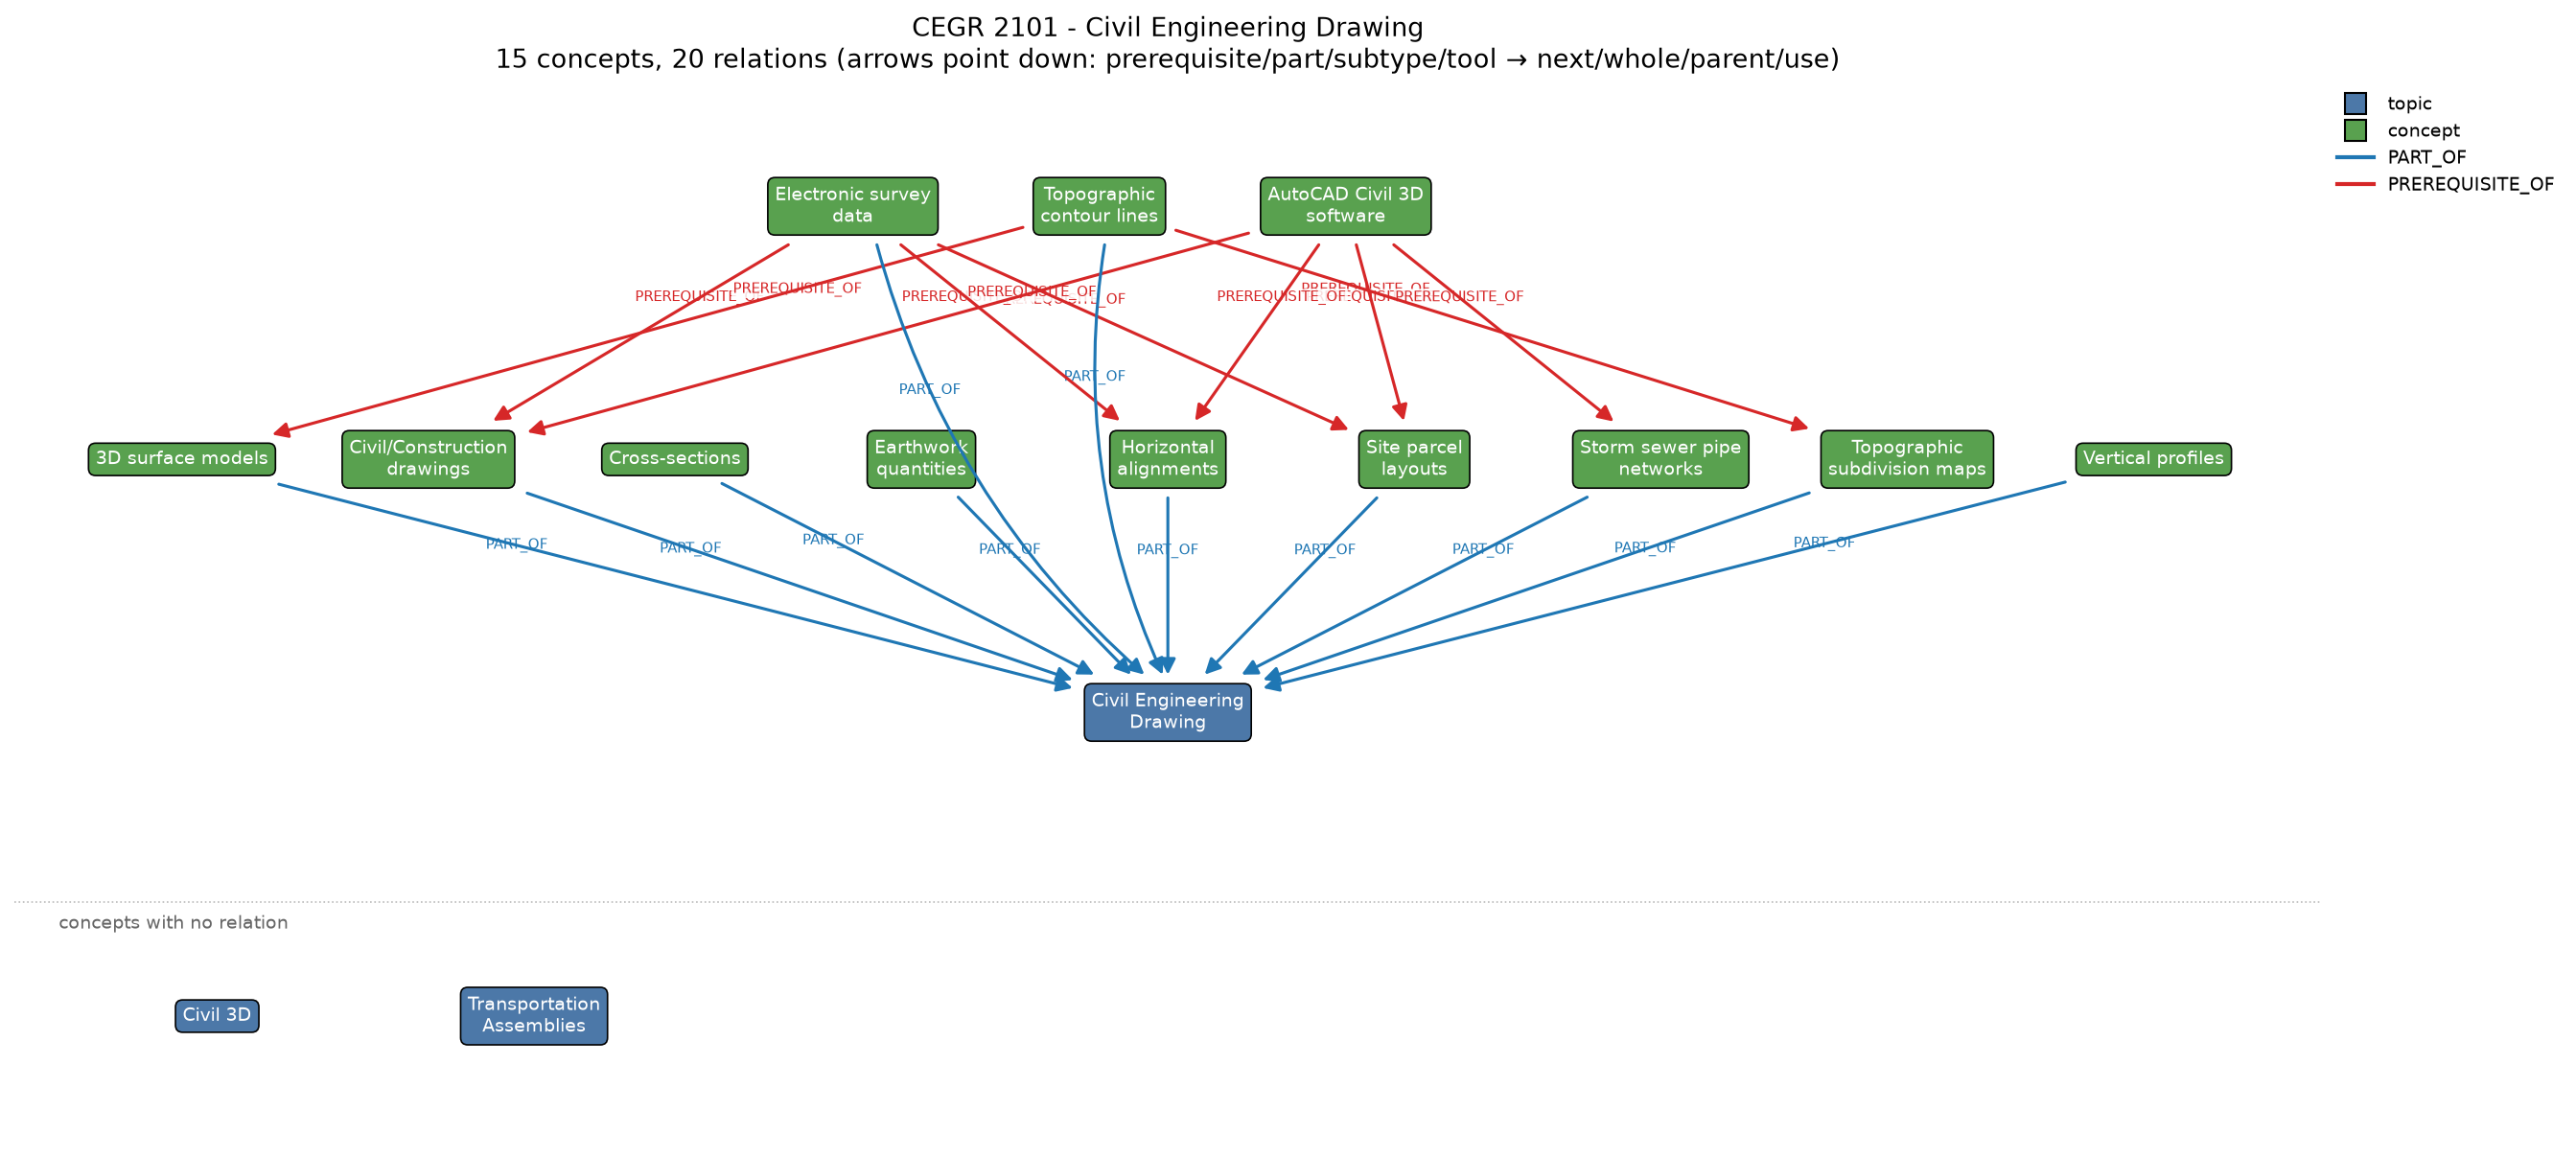 CEGR 2101 - Civil Engineering Drawing
15 concepts, 20 relations (arrows point down: prerequisite/part/subtype/tool → next/whole/parent/use)
topic
concept
PART_OF
PREREQUISITE_OF
Electronic survey
data
Topographic
contour lines
AutoCAD Civil 3D
software
PREREQUISITE_OF
PREREQUISITE_OF
PREREQUISITE_OF
PREREQUISITE_OF
PREREQUISITE_OF
PART_OF
PART_OF
3D surface models
Civil/Construction
drawings
Cross-sections
Earthwork
quantities
Horizontal
alignments
Site parcel
layouts
Storm sewer pipe
networks
Topographic
subdivision maps
Vertical profiles
PART_OF
PART_OF
PART_OF
PART_OF
PART_OF
PART_OF
PART_OF
PART_OF
PART_OF
Civil Engineering
Drawing
concepts with no relation
Civil 3D
Transportation
Assemblies